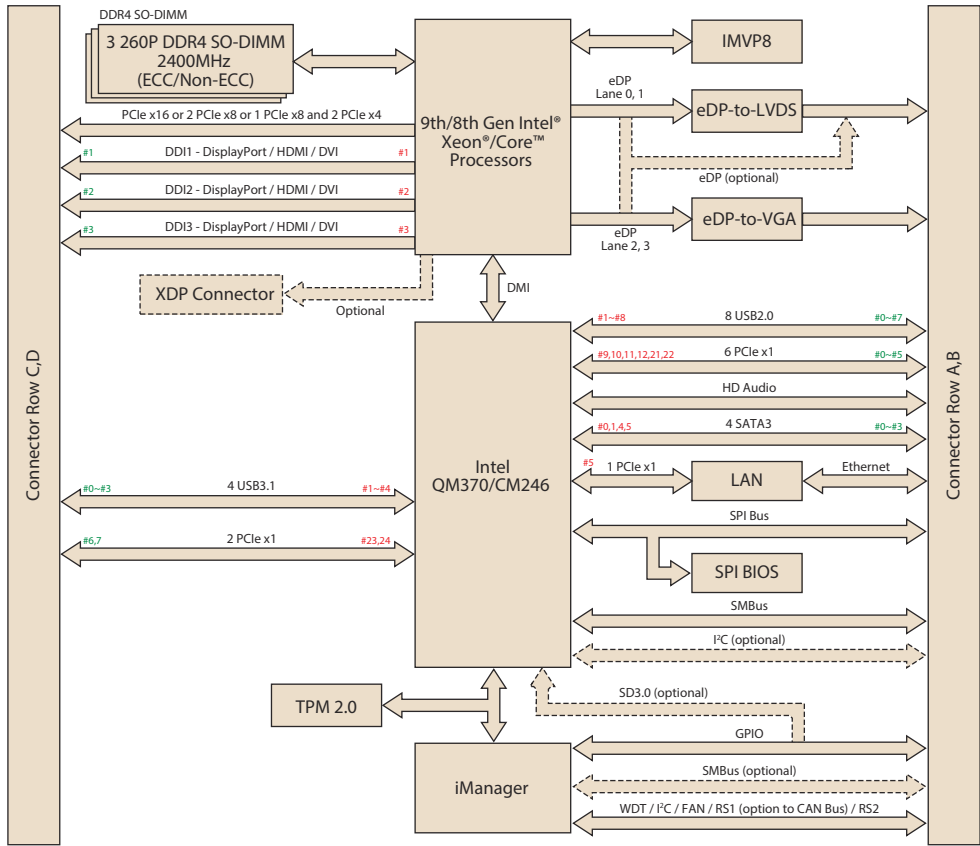 DDR4 SO-DIMM
3 260P DDR4 SO-DIMM
2400MHz
(ECC/Non-ECC)
PCIe x16 or 2 PCIe x8 or 1 PCIe x8 and 2 PCIe x4
#1 DDI1 - DisplayPort / HDMI / DVI #1
#2 DDI2 - DisplayPort / HDMI / DVI #2
#3 DDI3 - DisplayPort / HDMI / DVI #3
9th/8th Gen Intel®
Xeon®/Core™
Processors
IMVP8
eDP
Lane 0, 1
eDP-to-LVDS
eDP (optional)
eDP-to-VGA
eDP
Lane 2, 3
XDP Connector
Optional
DMI
Connector Row C,D
Connector Row A,B
Intel
QM370/CM246
#1~#8 8 USB2.0 #0~#7
#9,10,11,12,21,22 6 PCIe x1 #0~#5
HD Audio
#0,1,4,5 4 SATA3 #0~#3
#5 1 PCIe x1
LAN
Ethernet
#0~#3 4 USB3.1 #1~#4
#6,7 2 PCIe x1 #23,24
SPI Bus
SPI BIOS
SMBus
I²C (optional)
TPM 2.0
SD3.0 (optional)
GPIO
iManager
SMBus (optional)
WDT / I²C / FAN / RS1 (option to CAN Bus) / RS2